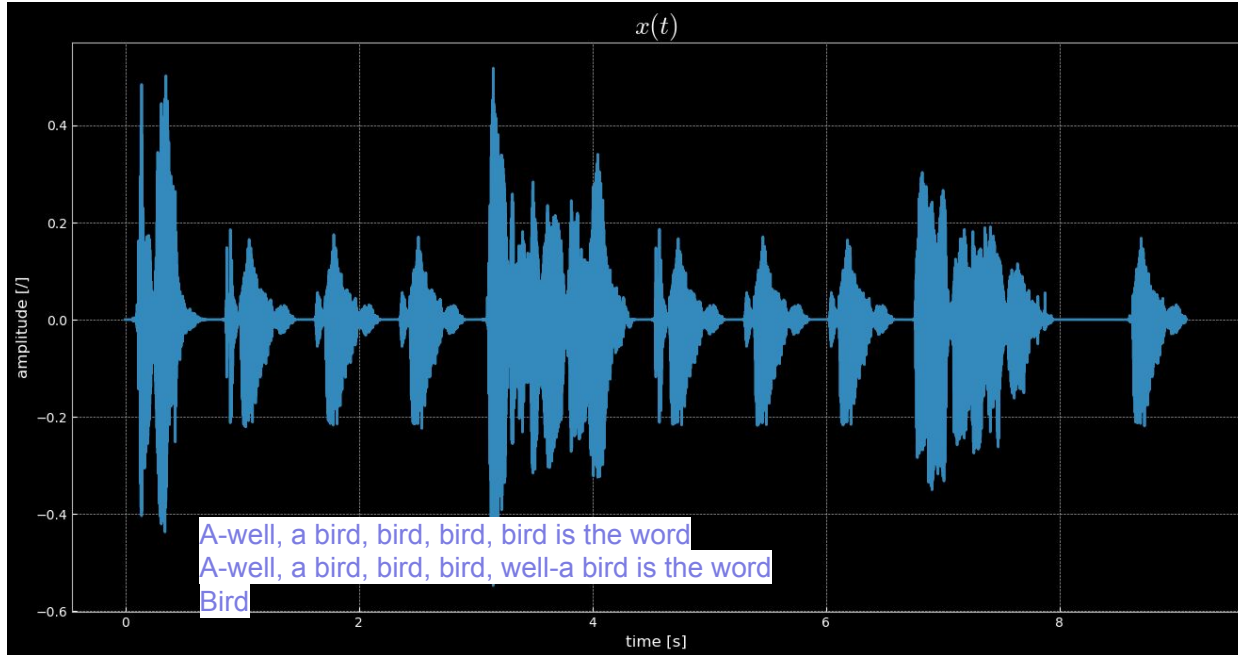 x(t)
0.4
0.2
0.0
−0.2
−0.4
−0.6
amplitude [/]
A-well, a bird, bird, bird, bird is the word
A-well, a bird, bird, bird, well-a bird is the word
Bird
0 2 4 6 8
time [s]